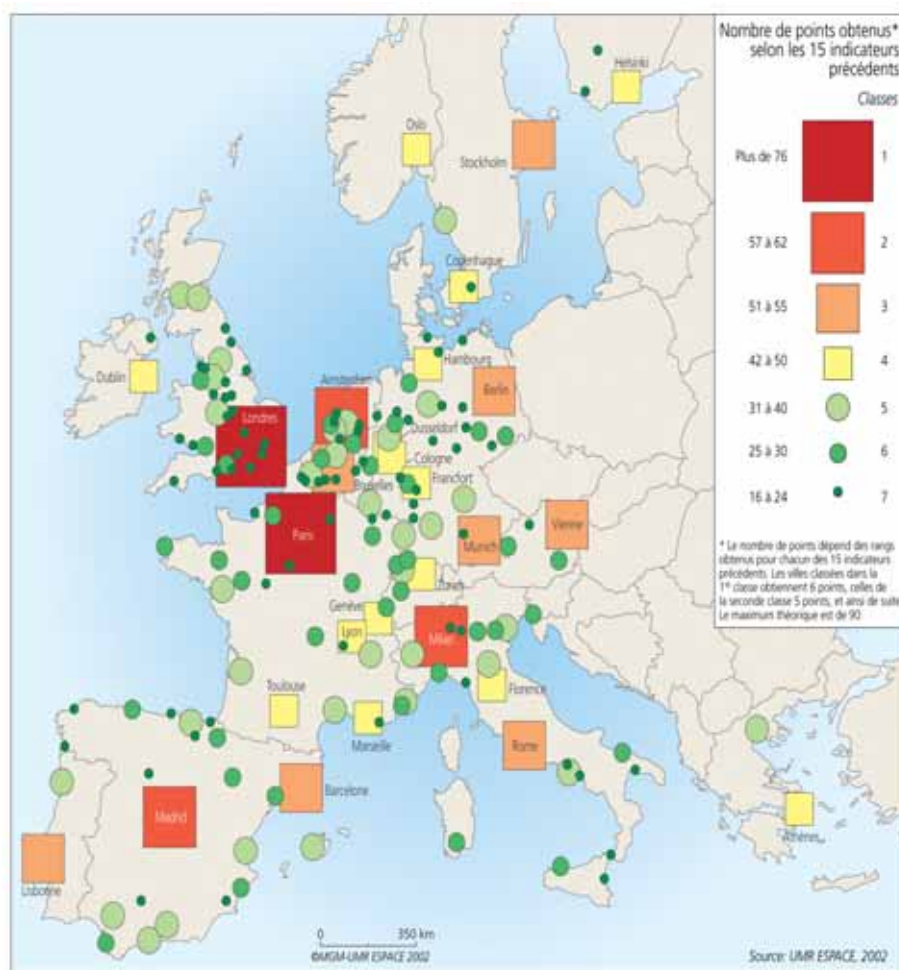 Nombre de points obtenus*
selon les 15 indicateurs
précédents
Classes
Plus de 76
1
57 à 62
2
51 à 55
3
42 à 50
4
31 à 40
5
25 à 30
6
16 à 24
7
* Le nombre de points dépend des rangs
obtenus pour chacun des 15 indicateurs
précédents. Les villes classées dans la
1re classe obtiennent 6 points, celles de
la seconde classe 5 points, et ainsi de suite
Le maximum théorique est de 90
Helsinki
Oslo
Stockholm
Copenhague
Dublin
Hambourg
Amsterdam
Berlin
Londres
Dusseldorf
Cologne
Bruxelles
Francfort
Paris
Munich
Vienne
Zurich
Genève
Lyon
Milan
Toulouse
Florence
Marseille
Rome
Barcelone
Madrid
Athènes
Lisbonne
0 350 km
©MGM-UMR ESPACE 2002
Source: UMR ESPACE, 2002